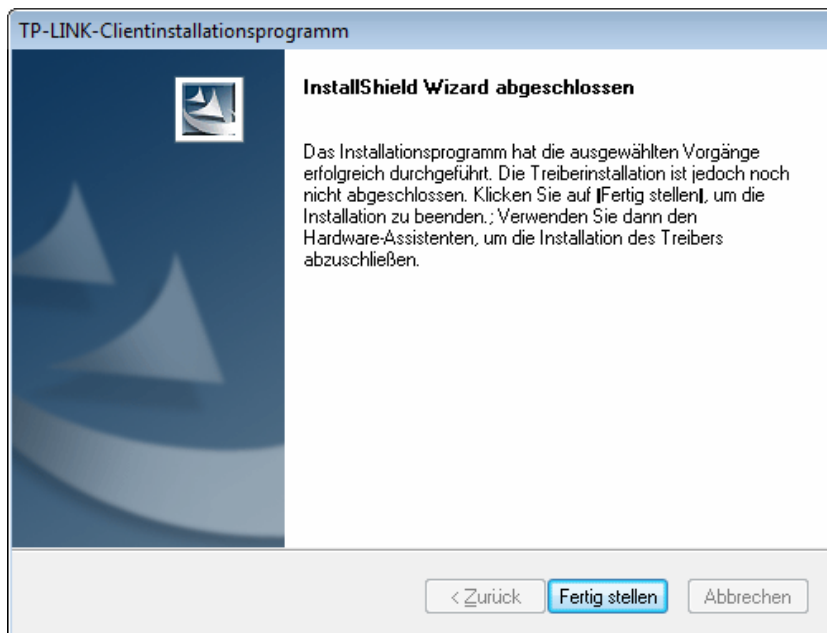 TP-LINK-Clientinstallationsprogramm
InstallShield Wizard abgeschlossen
Das Installationsprogramm hat die ausgewählten Vorgänge
erfolgreich durchgeführt. Die Treiberinstallation ist jedoch noch
nicht abgeschlossen. Klicken Sie auf |Fertig stellen|, um die
Installation zu beenden.; Verwenden Sie dann den
Hardware-Assistenten, um die Installation des Treibers
abzuschließen.
< Zurück
Fertig stellen
Abbrechen